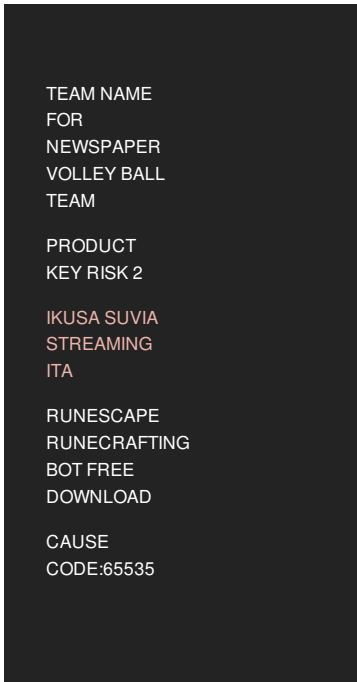 TEAM NAME
FOR
NEWSPAPER
VOLLEY BALL
TEAM
PRODUCT
KEY RISK 2
IKUSA SUVIA
STREAMING
ITA
RUNESCAPE
RUNECRAFTING
BOT FREE
DOWNLOAD
CAUSE
CODE:65535